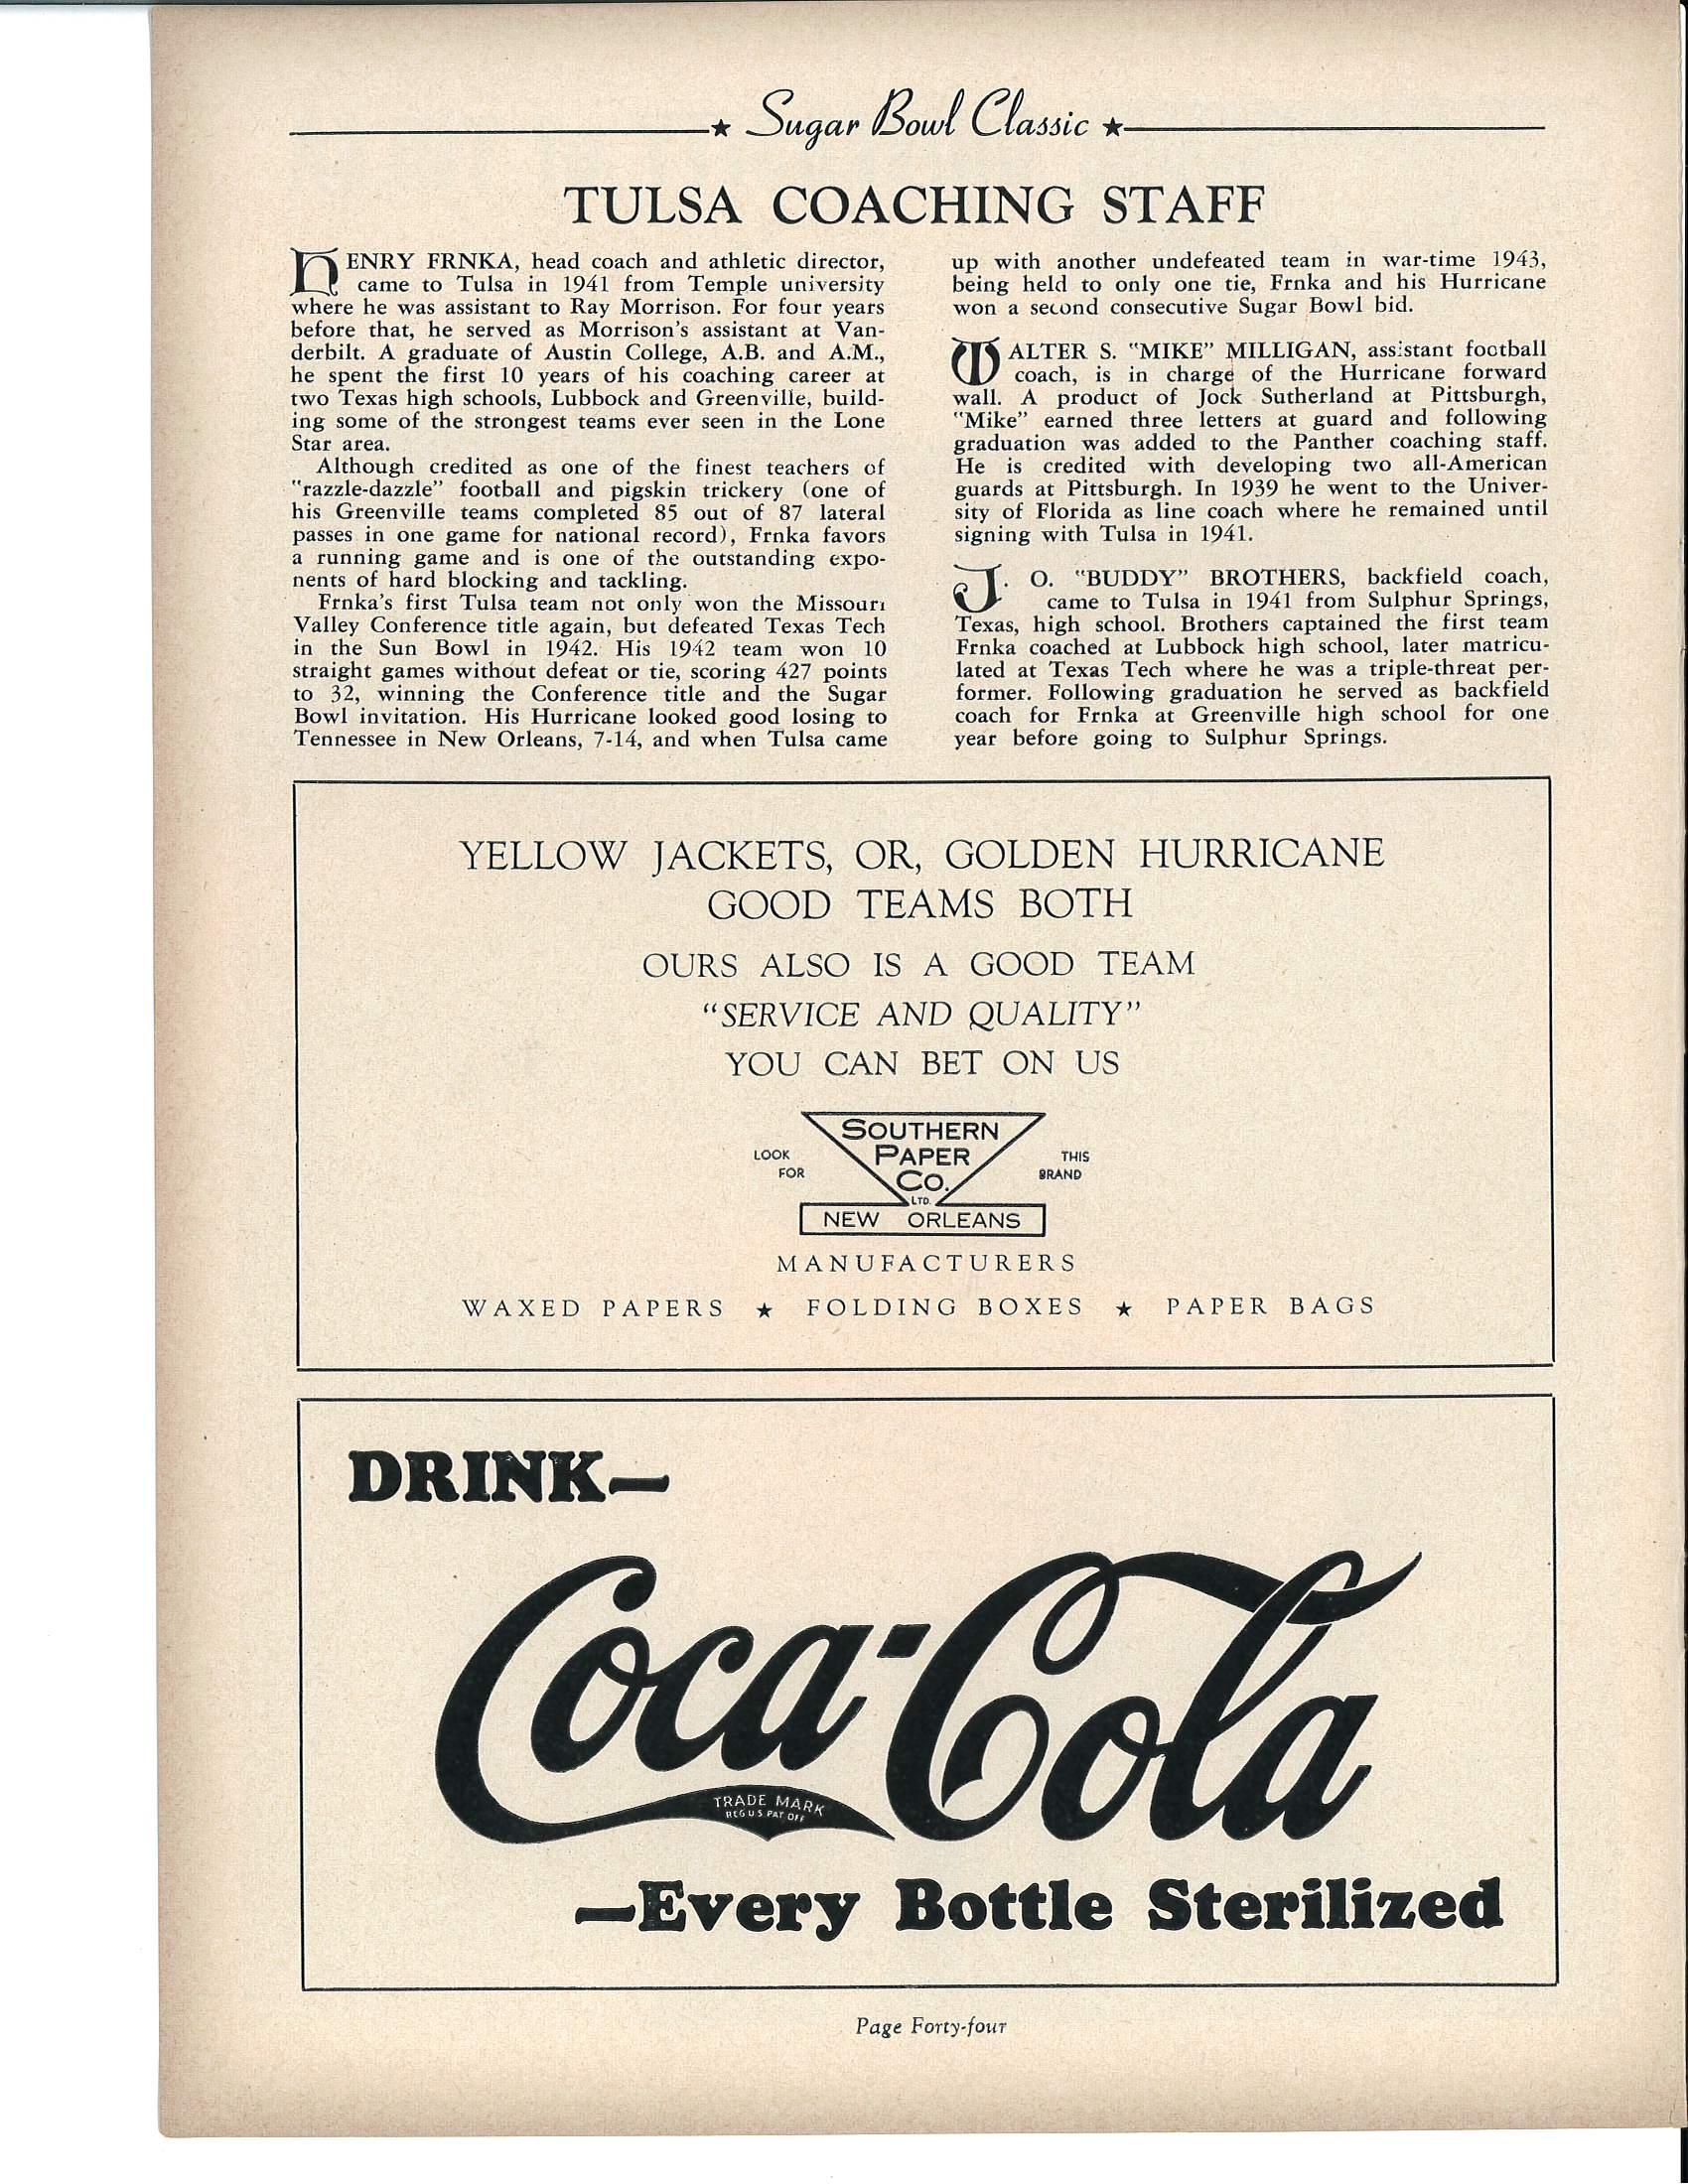 ★ Sugar Bowl Classic ★
TULSA COACHING STAFF
HENRY FRNKA, head coach and athletic director,
came to Tulsa in 1941 from Temple university
where he was assistant to Ray Morrison. For four years
before that, he served as Morrison's assistant at Van-
derbilt. A graduate of Austin College, A.B. and A.M.,
he spent the first 10 years of his coaching career at
two Texas high schools, Lubbock and Greenville, build-
ing some of the strongest teams ever seen in the Lone
Star area.
Although credited as one of the finest teachers of
"razzle-dazzle" football and pigskin trickery (one of
his Greenville teams completed 85 out of 87 lateral
passes in one game for national record), Frnka favors
a running game and is one of the outstanding expo-
nents of hard blocking and tackling.
Frnka's first Tulsa team not only won the Missouri
Valley Conference title again, but defeated Texas Tech
in the Sun Bowl in 1942. His 1942 team won 10
straight games without defeat or tie, scoring 427 points
to 32, winning the Conference title and the Sugar
Bowl invitation. His Hurricane looked good losing to
Tennessee in New Orleans, 7-14, and when Tulsa came
up with another undefeated team in war-time 1943,
being held to only one tie, Frnka and his Hurricane
won a second consecutive Sugar Bowl bid.
WALTER S. "MIKE" MILLIGAN, assistant football
coach, is in charge of the Hurricane forward
wall. A product of Jock Sutherland at Pittsburgh,
"Mike" earned three letters at guard and following
graduation was added to the Panther coaching staff.
He is credited with developing two all-American
guards at Pittsburgh. In 1939 he went to the Univer-
sity of Florida as line coach where he remained until
signing with Tulsa in 1941.
J. O. "BUDDY" BROTHERS, backfield coach,
came to Tulsa in 1941 from Sulphur Springs,
Texas, high school. Brothers captained the first team
Frnka coached at Lubbock high school, later matricu-
lated at Texas Tech where he was a triple-threat per-
former. Following graduation he served as backfield
coach for Frnka at Greenville high school for one
year before going to Sulphur Springs.
YELLOW JACKETS, OR, GOLDEN HURRICANE
GOOD TEAMS BOTH
OURS ALSO IS A GOOD TEAM
"SERVICE AND QUALITY"
YOU CAN BET ON US
LOOK
FOR
SOUTHERN
PAPER
CO.
LTD.
NEW ORLEANS
THIS
BRAND
MANUFACTURERS
WAXED PAPERS ★ FOLDING BOXES ★ PAPER BAGS
DRINK—
Coca-Cola
TRADE MARK
REG U S PAT OFF
—Every Bottle Sterilized
Page Forty-four